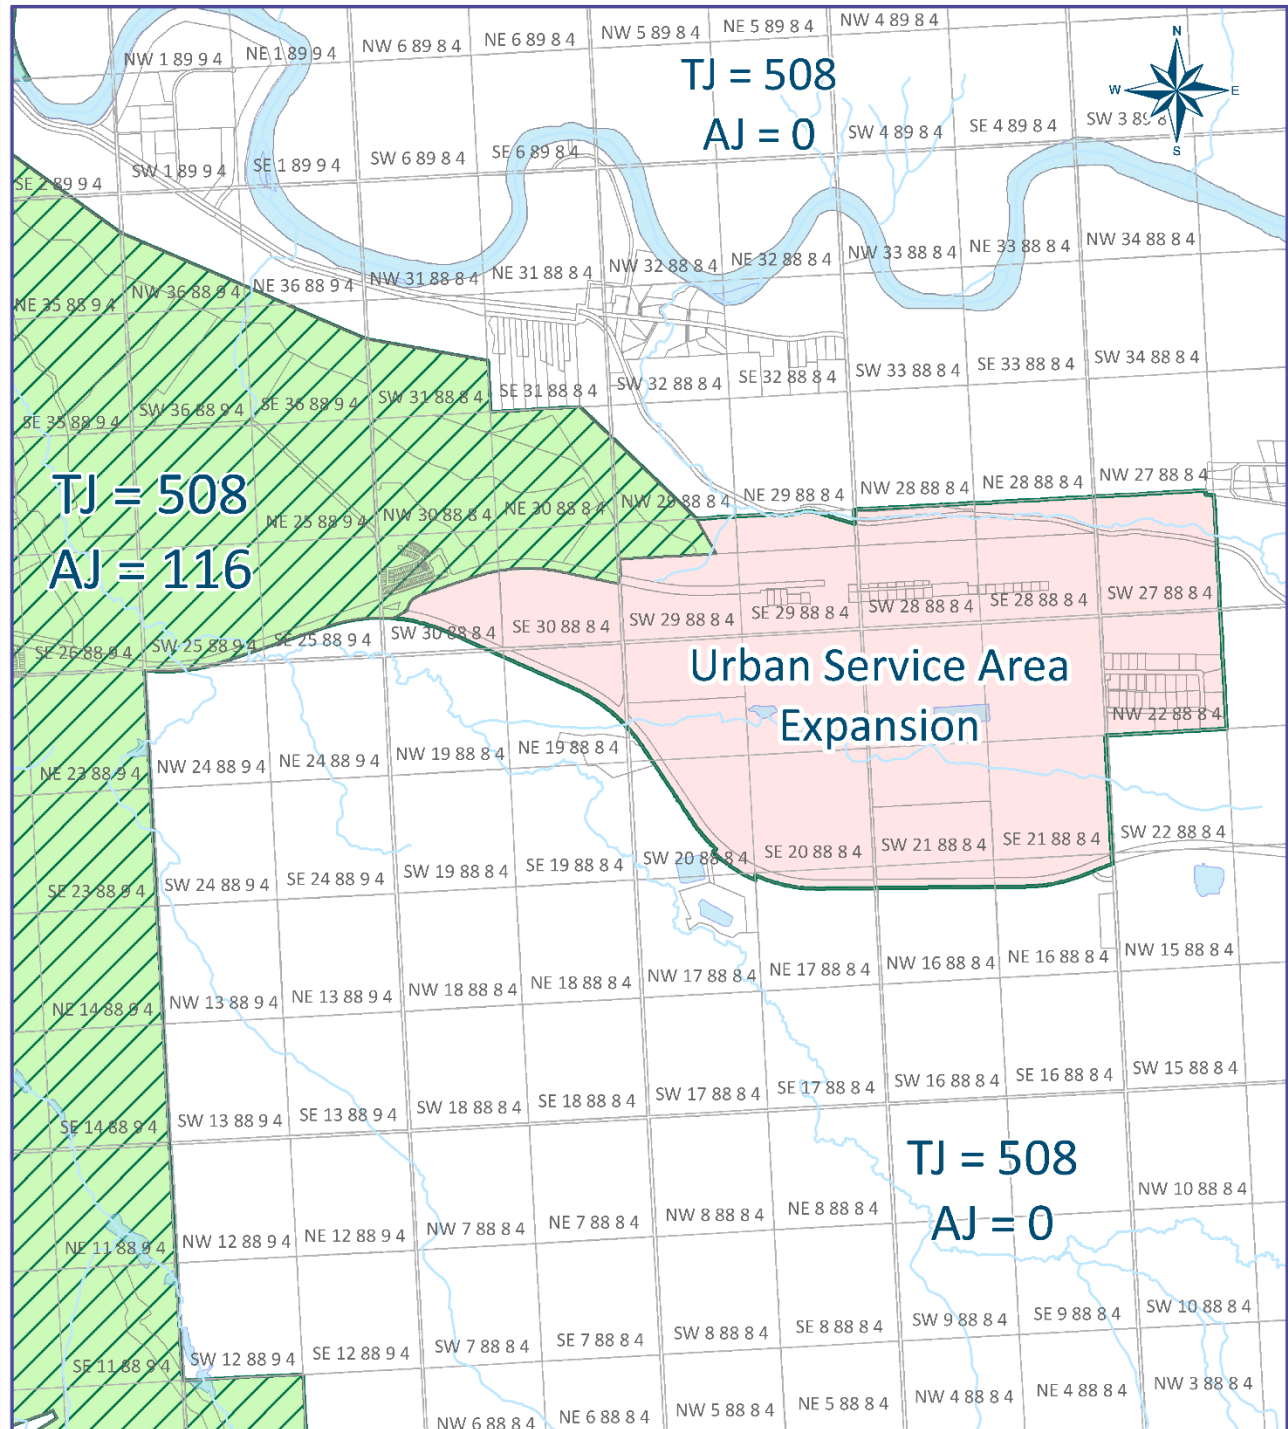 NW 1 89 9 4
NE 1 89 9 4
NW 6 89 8 4
NE 6 89 8 4
NW 5 89 8 4
NE 5 89 8 4
NW 4 89 8 4
N
W
E
S
TJ = 508
AJ = 0
SE 2 89 9 4
SW 1 89 9 4
SE 1 89 9 4
SW 6 89 8 4
SE 6 89 8 4
SW 4 89 8 4
SE 4 89 8 4
SW 3 89 8
NE 35 88 9 4
NW 36 88 9 4
NE 36 88 9 4
NW 31 88 8 4
NE 31 88 8 4
NW 32 88 8 4
NE 32 88 8 4
NW 33 88 8 4
NE 33 88 8 4
NW 34 88 8 4
SE 35 88 9 4
SW 36 88 9 4
SE 36 88 9 4
SW 31 88 8 4
SE 31 88 8 4
SW 32 88 8 4
SE 32 88 8 4
SW 33 88 8 4
SE 33 88 8 4
SW 34 88 8 4
TJ = 508
AJ = 116
NE 25 88 9 4
NW 30 88 8 4
NE 30 88 8 4
NW 29 88 8 4
NE 29 88 8 4
NW 28 88 8 4
NE 28 88 8 4
NW 27 88 8 4
SE 26 88 9 4
SW 25 88 9 4
SE 25 88 9 4
SW 30 88 8 4
SE 30 88 8 4
SW 29 88 8 4
SE 29 88 8 4
SW 28 88 8 4
SE 28 88 8 4
SW 27 88 8 4
Urban Service Area
Expansion
NE 23 88 9 4
NW 24 88 9 4
NE 24 88 9 4
NW 19 88 8 4
NE 19 88 8 4
NW 22 88 8 4
SE 23 88 9 4
SW 24 88 9 4
SE 24 88 9 4
SW 19 88 8 4
SE 19 88 8 4
SW 20 88 8 4
SE 20 88 8 4
SW 21 88 8 4
SE 21 88 8 4
SW 22 88 8 4
NE 14 88 9 4
NW 13 88 9 4
NE 13 88 9 4
NW 18 88 8 4
NE 18 88 8 4
NW 17 88 8 4
NE 17 88 8 4
NW 16 88 8 4
NE 16 88 8 4
NW 15 88 8 4
SE 14 88 9 4
SW 13 88 9 4
SE 13 88 9 4
SW 18 88 8 4
SE 18 88 8 4
SW 17 88 8 4
SE 17 88 8 4
SW 16 88 8 4
SE 16 88 8 4
SW 15 88 8 4
TJ = 508
AJ = 0
NE 11 88 9 4
NW 12 88 9 4
NE 12 88 9 4
NW 7 88 8 4
NE 7 88 8 4
NW 8 88 8 4
NE 8 88 8 4
NW 10 88 8 4
SE 11 88 9 4
SW 12 88 9 4
SE 12 88 9 4
SW 7 88 8 4
SE 7 88 8 4
SW 8 88 8 4
SE 8 88 8 4
SW 9 88 8 4
SE 9 88 8 4
SW 10 88 8 4
NW 6 88 8 4
NE 6 88 8 4
NW 5 88 8 4
NE 5 88 8 4
NW 4 88 8 4
NE 4 88 8 4
NW 3 88 8 4